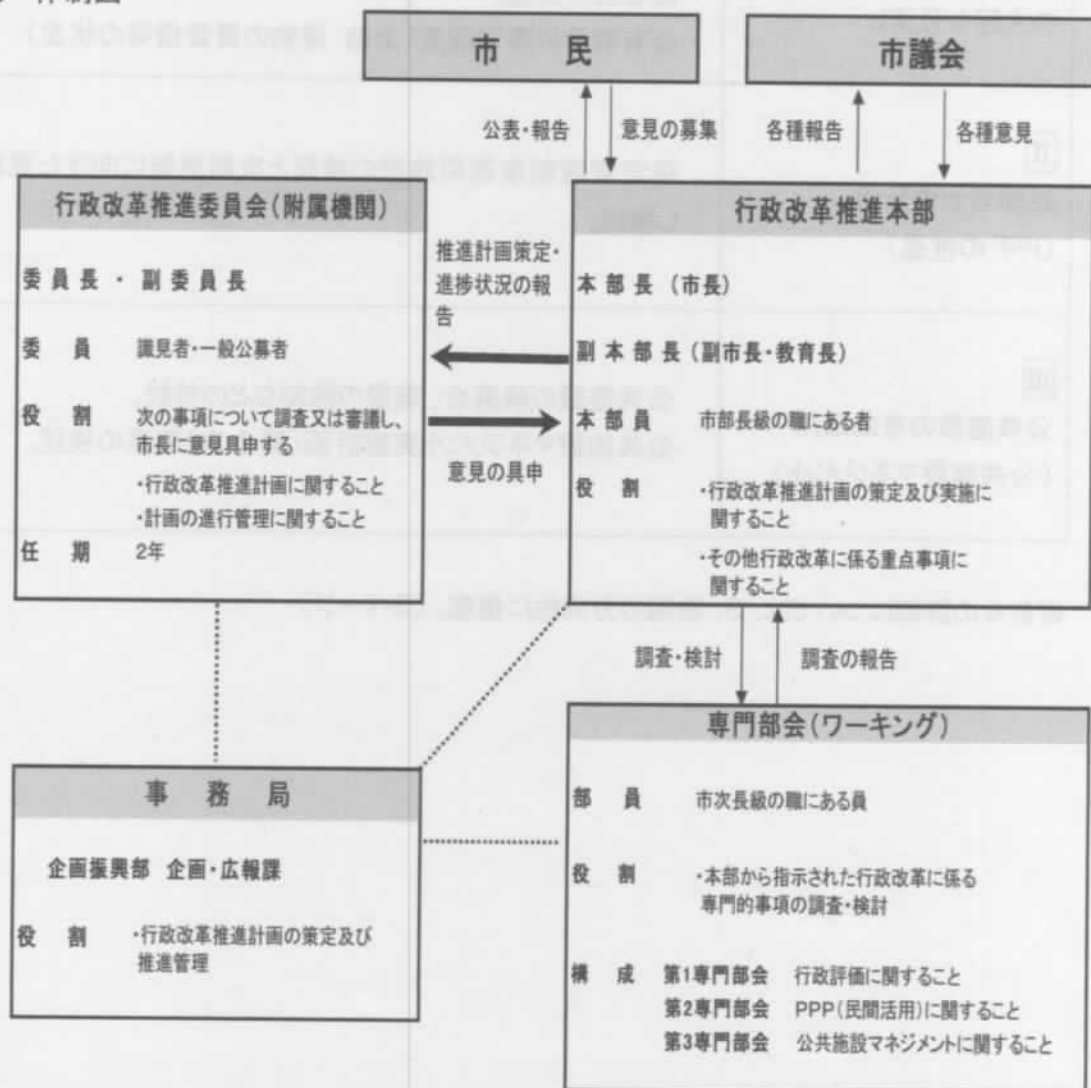 体制図
市　民
市議会
公表・報告
意見の募集
各種報告
各種意見
行政改革推進委員会（附属機関）
委員長・副委員長
委　員　識見者・一般公募者
役　割　次の事項について調査又は審議し、
市長に意見具申する
・行政改革推進計画に関すること
・計画の進行管理に関すること
任　期　2年
推進計画策定・
進捗状況の報
告
意見の具申
行政改革推進本部
本部長（市長）
副本部長（副市長・教育長）
本部員　市部長級の職にある者
役　割　・行政改革推進計画の策定及び実施に
関すること
・その他行政改革に係る重点事項に
関すること
調査・検討
調査の報告
事　務　局
企画振興部　企画・広報課
役　割　・行政改革推進計画の策定及び
推進管理
専門部会（ワーキング）
部　員　市次長級の職にある員
役　割　・本部から指示された行政改革に係る
専門的事項の調査・検討
構　成　第1専門部会　行政評価に関すること
第2専門部会　PPP（民間活用）に関すること
第3専門部会　公共施設マネジメントに関すること